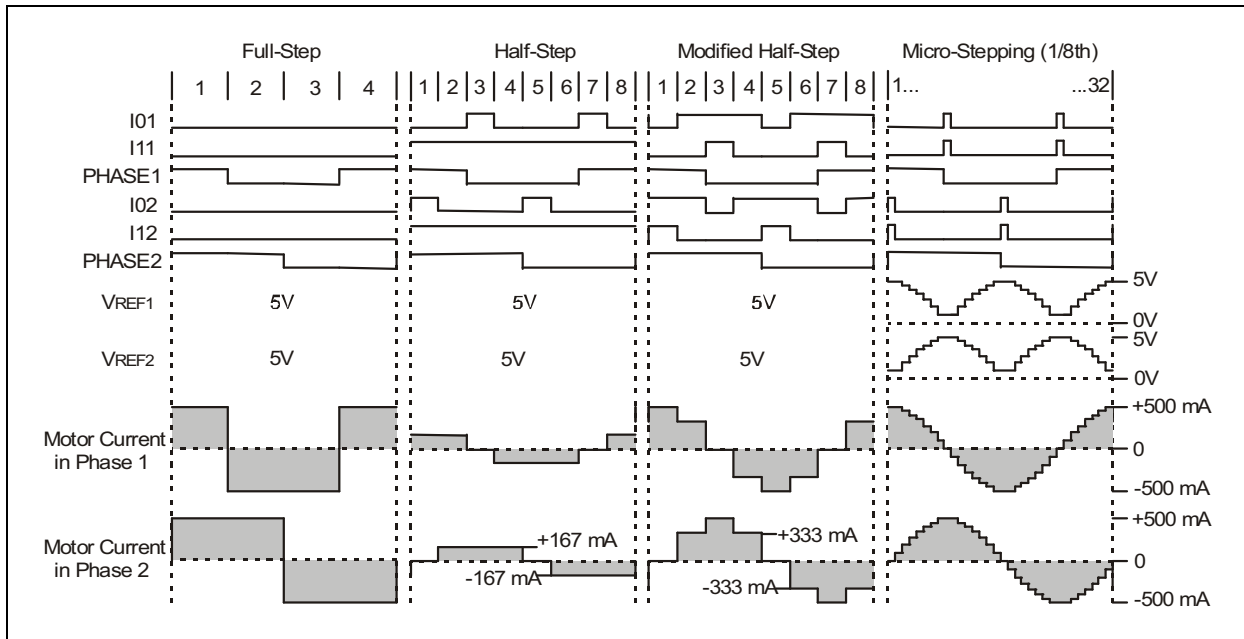 Full-Step Half-Step Modified Half-Step Micro-Stepping (1/8th)
1 2 3 4 1 2 3 4 5 6 7 8 1 2 3 4 5 6 7 8 1... ...32
I01
I11
PHASE1
I02
I12
PHASE2
VREF1 5V 5V 5V 5V
0V
VREF2 5V 5V 5V 5V
0V
+500 mA
Motor Current in Phase 1 0
-500 mA
+500 mA
Motor Current in Phase 2 +167 mA -167 mA +333 mA -333 mA 0
-500 mA